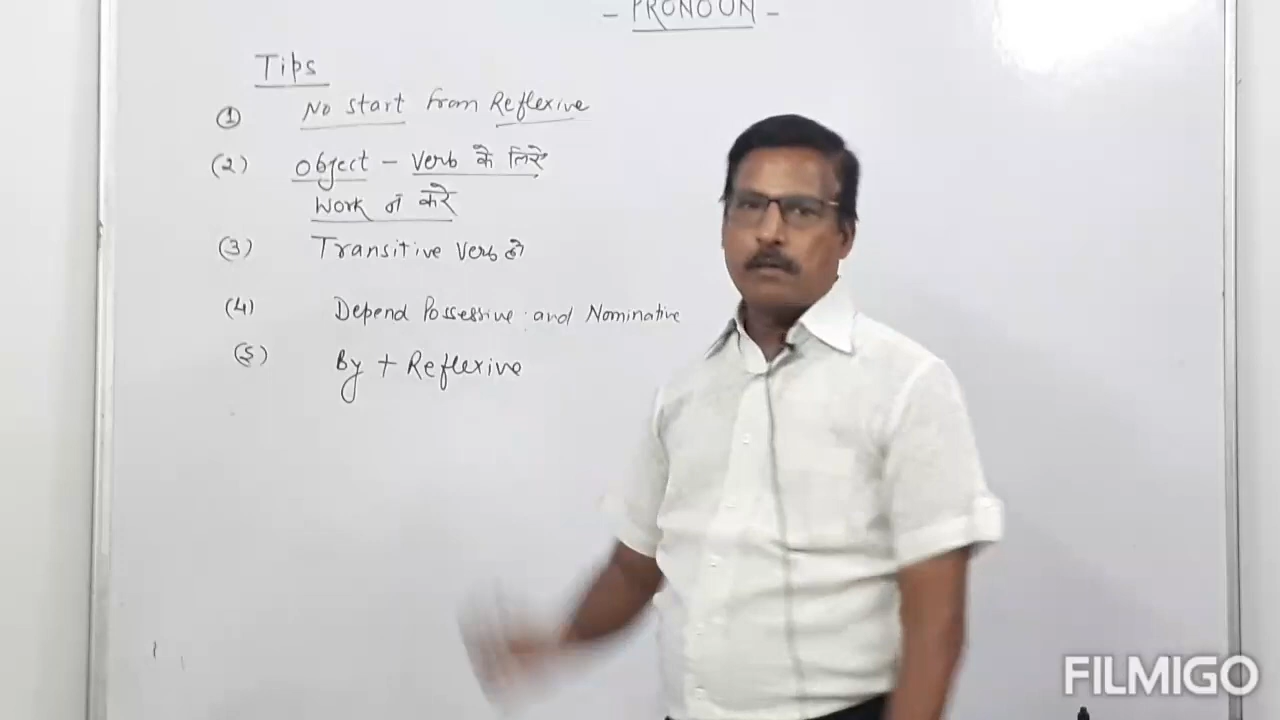 - PRONOUN -
Tips
(1) No start from Reflexive
(2) Object - Verb के लिए
Work न करे
(3) Transitive Verb हो
(4) Depend Possessive and Nominative
(5) By + Reflexive
FILMIGO